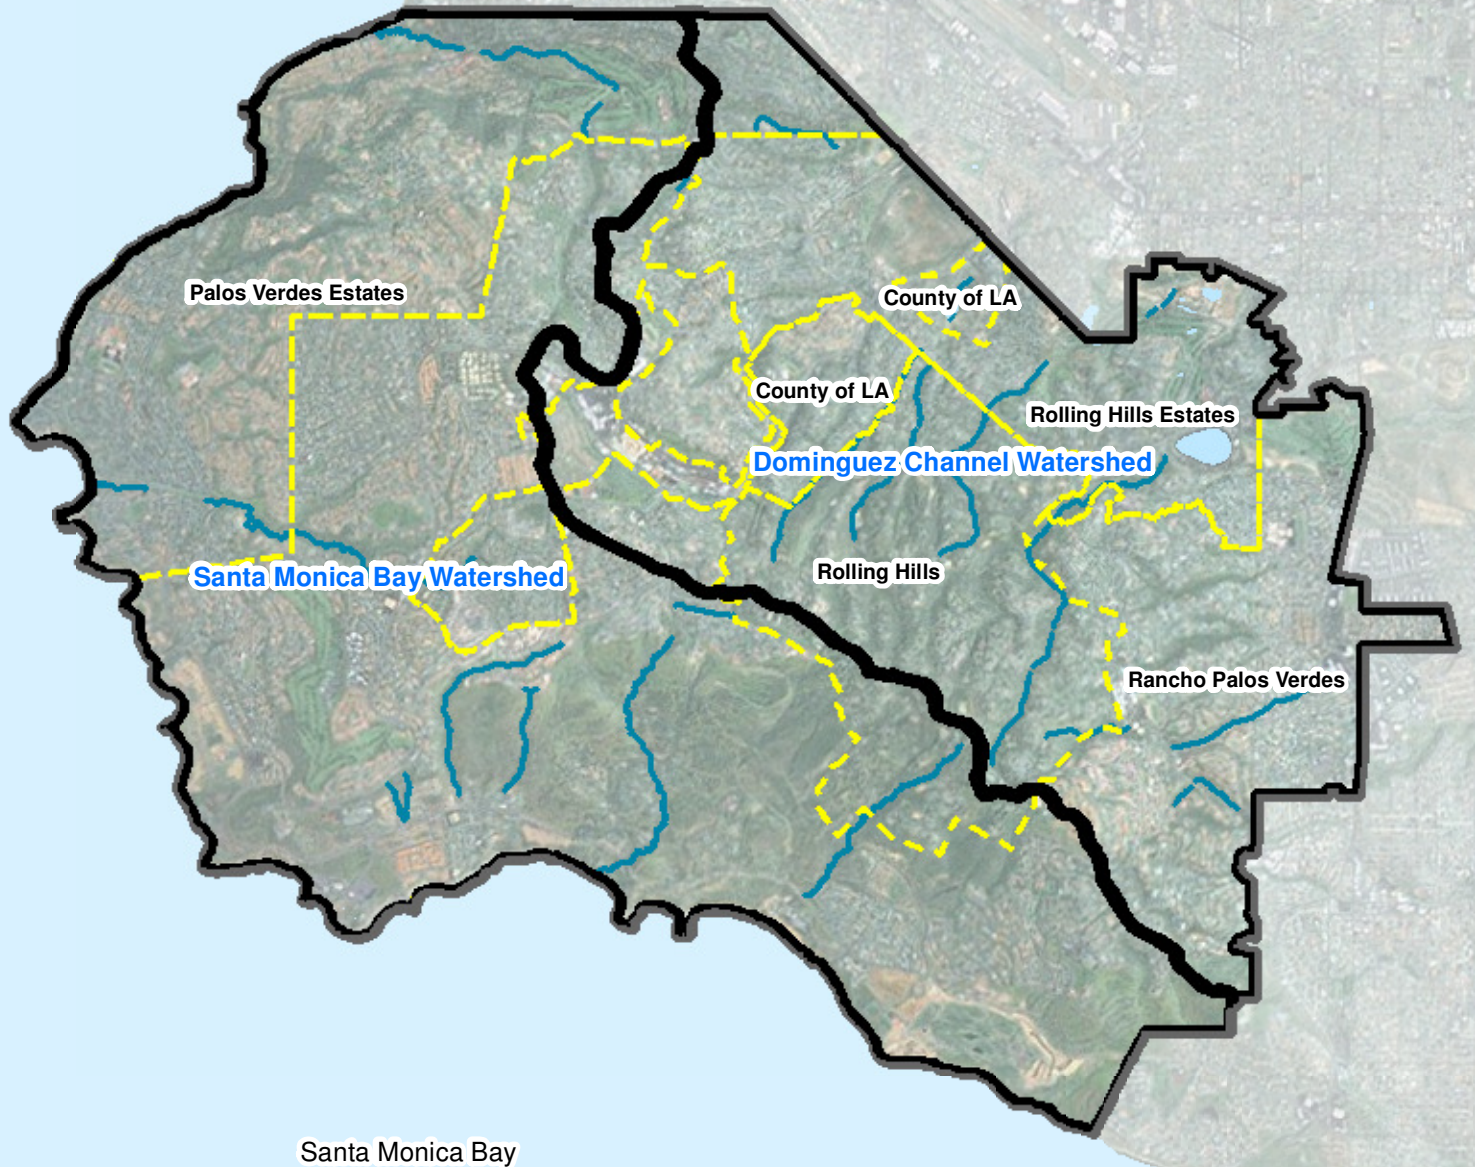 Palos Verdes Estates
County of LA
County of LA
Rolling Hills Estates
Dominguez Channel Watershed
Rolling Hills
Santa Monica Bay Watershed
Rancho Palos Verdes
Santa Monica Bay